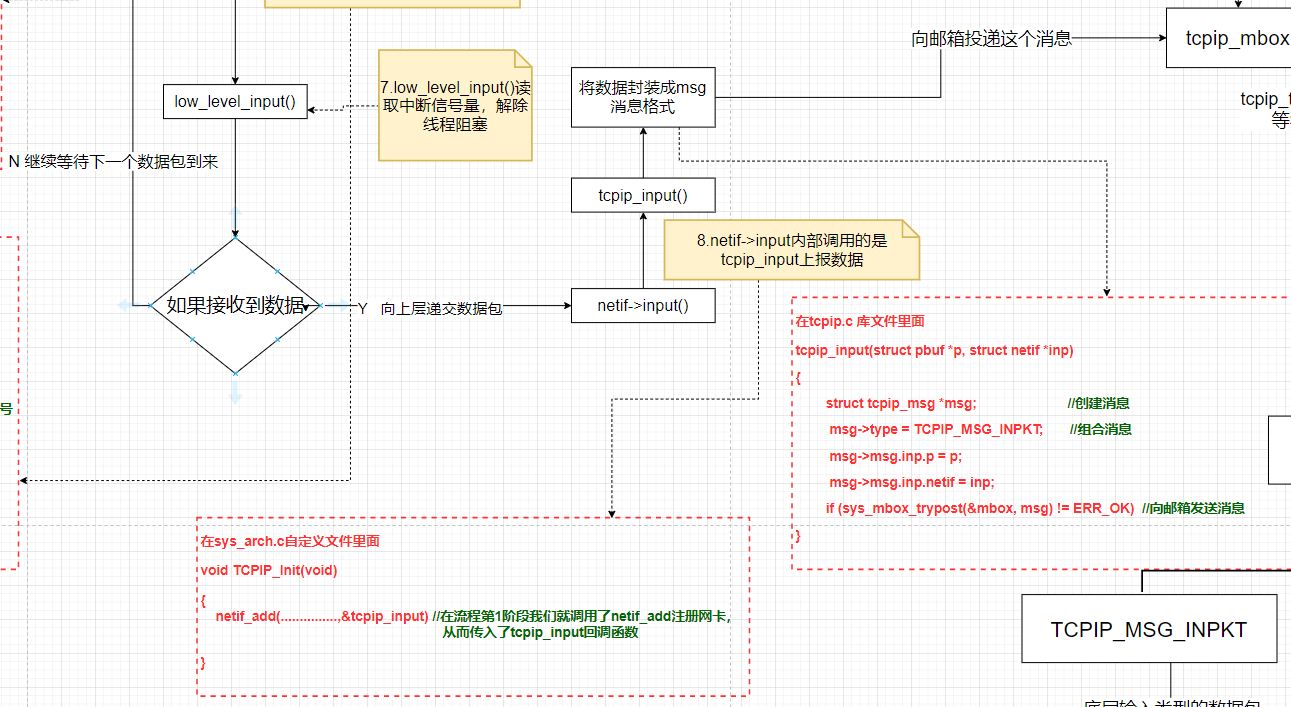 向邮箱投递这个消息
tcpip_mbox
7.low_level_input()读
取中断信号量，解除
线程阻塞
将数据封装成msg
消息格式
low_level_input()
tcpip_t
等
N 继续等待下一个数据包到来
tcpip_input()
8.netif->input内部调用的是
tcpip_input上报数据
如果接收到数据
Y 向上层递交数据包
netif->input()
在tcpip.c 库文件里面
tcpip_input(struct pbuf *p, struct netif *inp)
{
struct tcpip_msg *msg; //创建消息
msg->type = TCPIP_MSG_INPKT; //组合消息
msg->msg.inp.p = p;
msg->msg.inp.netif = inp;
if (sys_mbox_trypost(&mbox, msg) != ERR_OK) //向邮箱发送消息
}
号
在sys_arch.c自定义文件里面
void TCPIP_Init(void)
{
netif_add(...............,&tcpip_input) //在流程第1阶段我们就调用了netif_add注册网卡,
从而传入了tcpip_input回调函数
}
TCPIP_MSG_INPKT
底层输入类型的数据包